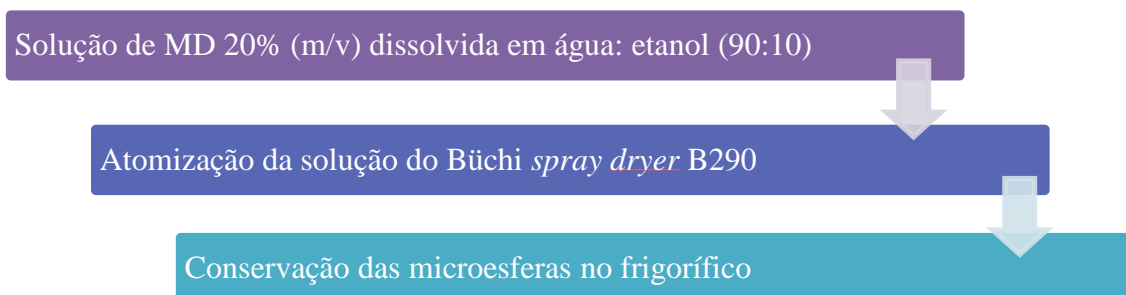 Solução de MD 20% (m/v) dissolvida em água: etanol (90:10)
Atomização da solução do Büchi spray dryer B290
Conservação das microesferas no frigorífico